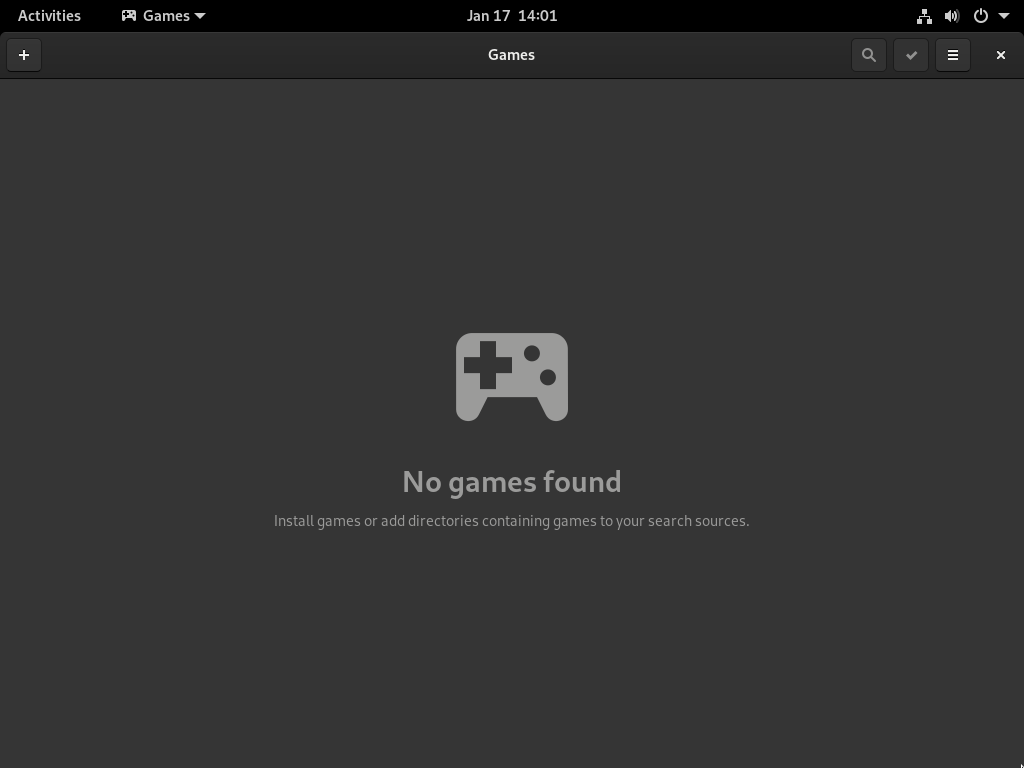 Activities Games Jan 17 14:01
Games
No games found
Install games or add directories containing games to your search sources.